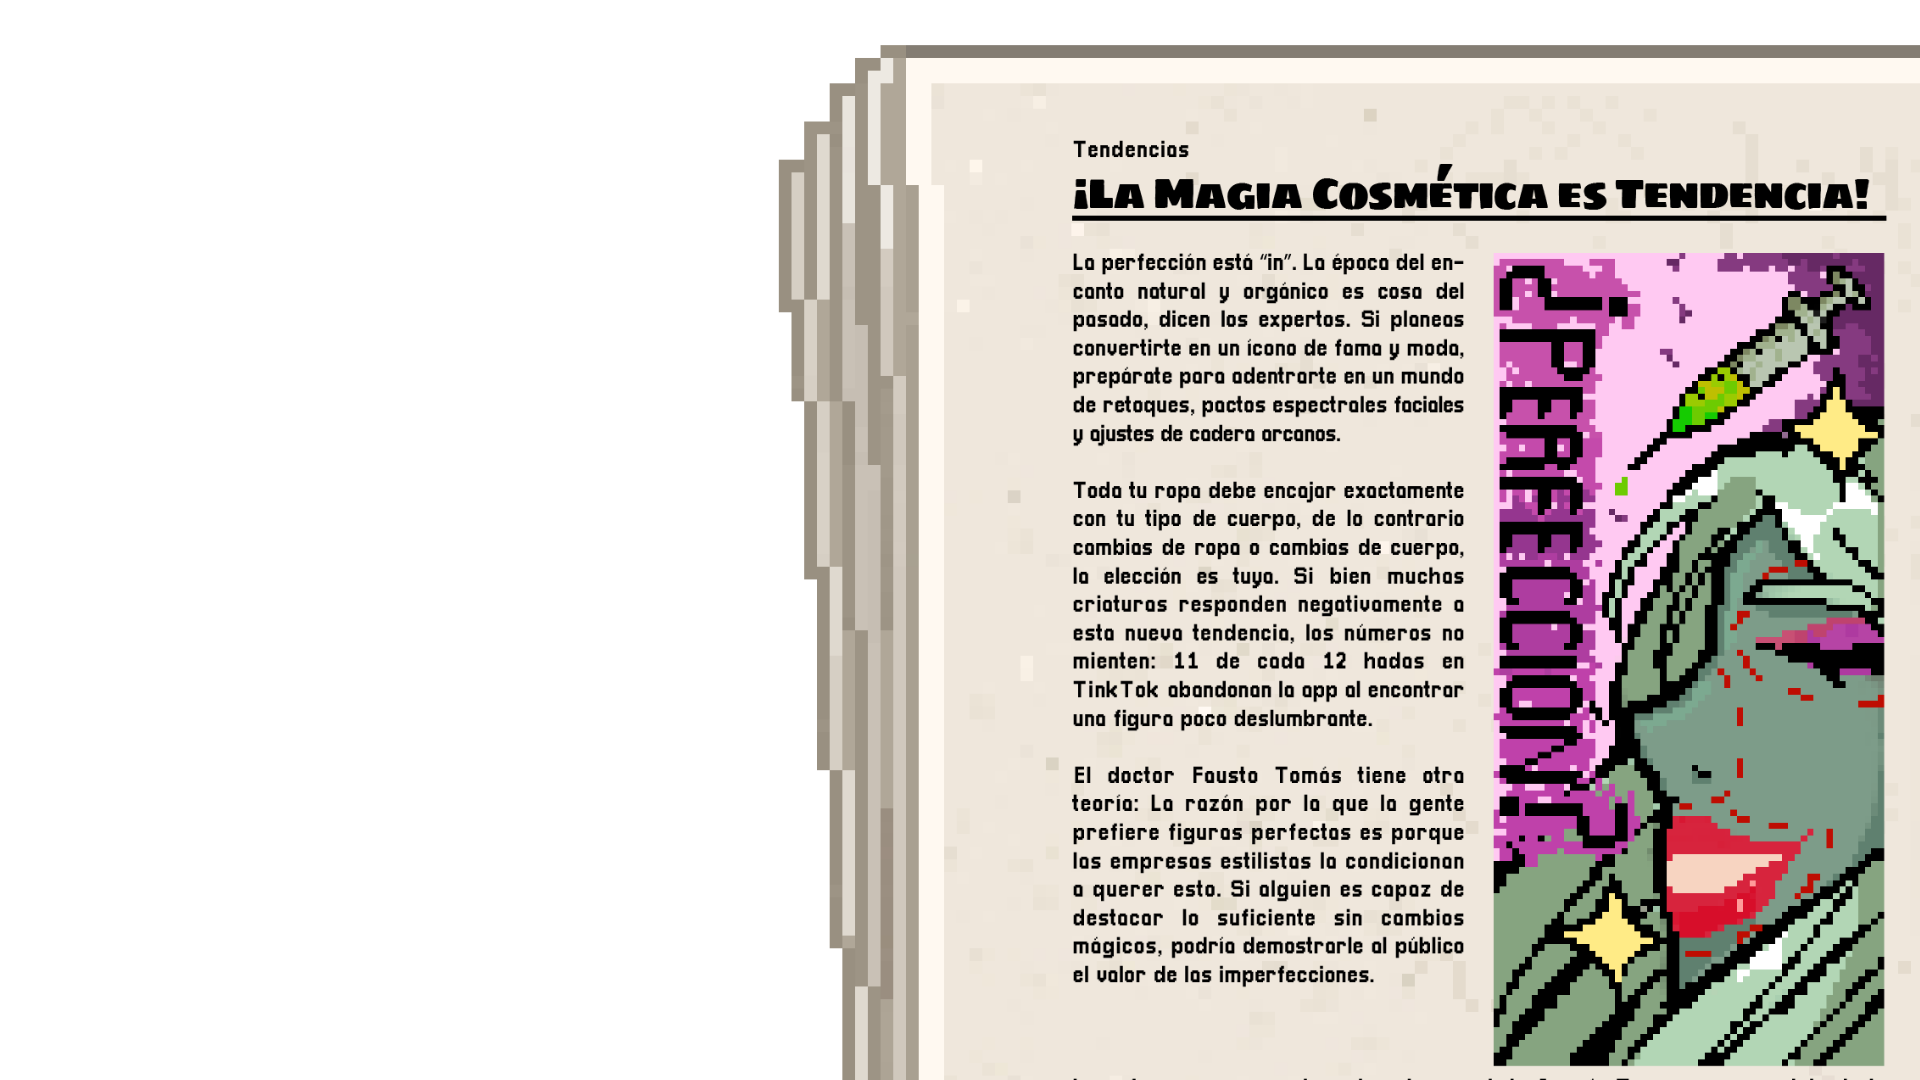 Tendencias
¡La Magia Cosmética es Tendencia!
La perfección está "in". La época del en-
canto natural y orgánico es cosa del
pasado, dicen los expertos. Si planeas
convertirte en un ícono de fama y moda,
prepárate para adentrarte en un mundo
de retoques, pactos espectrales faciales
y ajustes de cadera arcanos.
Toda tu ropa debe encajar exactamente
con tu tipo de cuerpo, de lo contrario
cambias de ropa o cambias de cuerpo,
la elección es tuya. Si bien muchas
criaturas responden negativamente a
esta nueva tendencia, los números no
mienten: 11 de cada 12 hadas en
TinkTok abandonan la app al encontrar
una figura poco deslumbrante.
El doctor Fausto Tomás tiene otra
teoría: La razón por la que la gente
prefiere figuras perfectas es porque
las empresas estilistas la condicionan
a querer esto. Si alguien es capaz de
destacar lo suficiente sin cambios
mágicos, podría demostrarle al público
el valor de las imperfecciones.
¿PERFECCION?